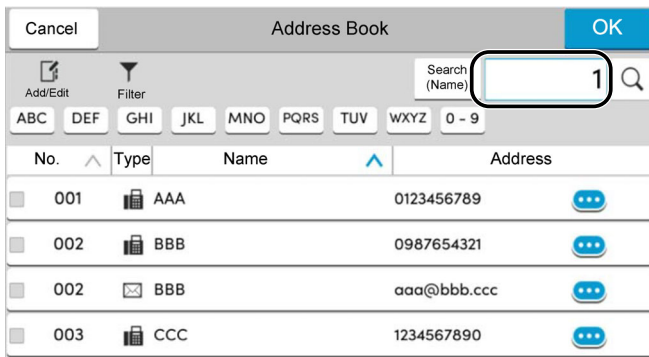 Cancel Address Book OK
Add/Edit Filter Search (Name) 1
ABC DEF GHI JKL MNO PQRS TUV WXYZ 0 - 9
No. Type Name Address
001 AAA 0123456789
002 BBB 0987654321
002 BBB aaa@bbb.ccc
003 CCC 1234567890